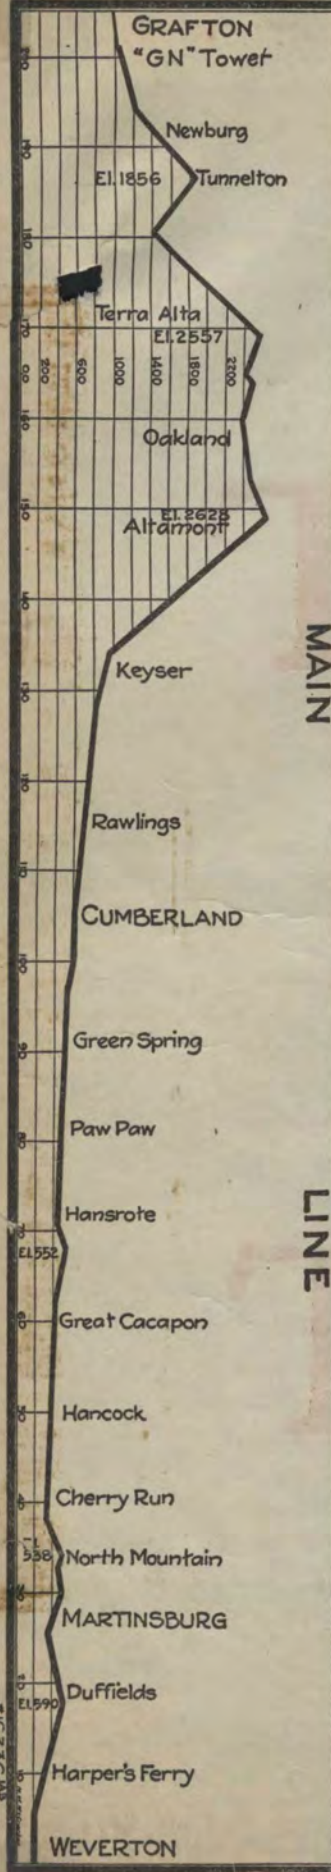 GRAFTON
"GN" Tower
Newburg
El.1856
Tunnelton
Terra Alta
El.2557
200
600
1000
1400
1800
2200
Oakland
El.2628
Altamont
Keyser
Rawlings
CUMBERLAND
Green Spring
Paw Paw
Hansrote
El.552
Great Cacapon
Hancock
Cherry Run
538
North Mountain
MARTINSBURG
Duffields
El.590
Harper's Ferry
WEVERTON
MAIN LINE